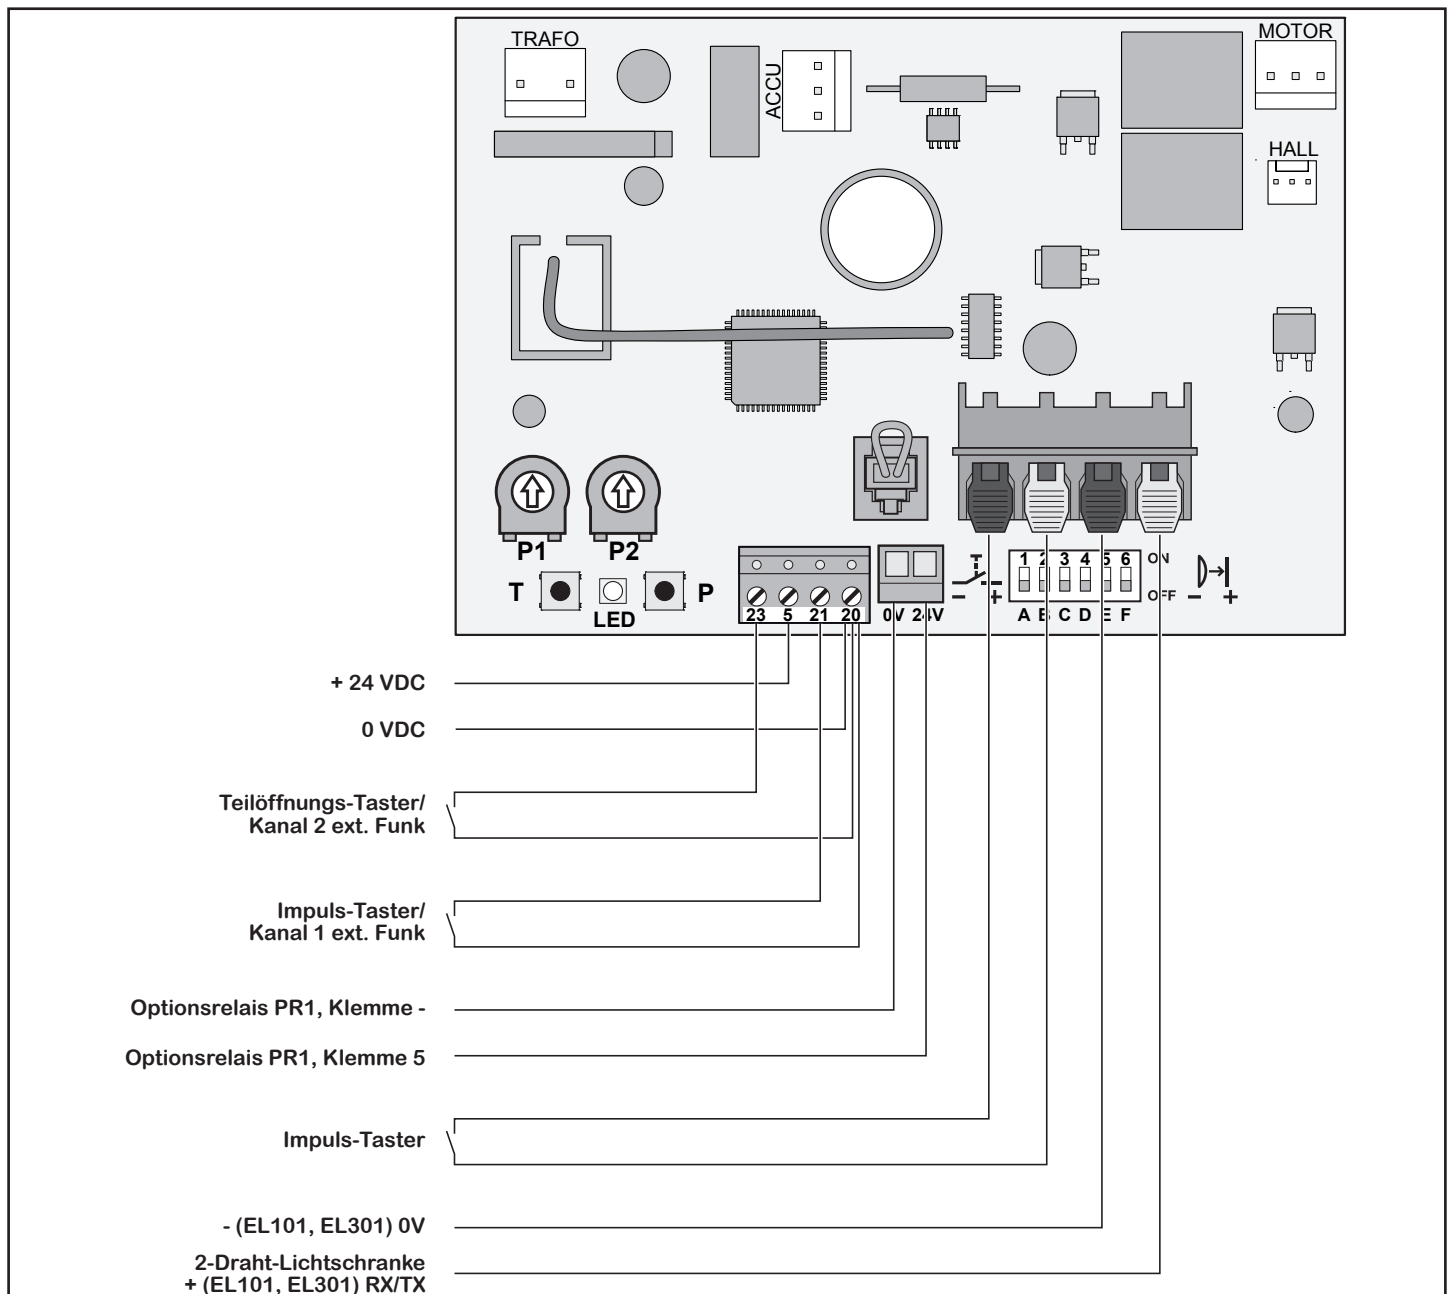 TRAFO
MOTOR
ACCU
HALL
P1 P2
T LED P
23 5 21 20
0V 24V
- +
1 2 3 4 5 6 ON
OFF
A B C D E F
- +
+ 24 VDC
0 VDC
Teilöffnungs-Taster/
Kanal 2 ext. Funk
Impuls-Taster/
Kanal 1 ext. Funk
Optionsrelais PR1, Klemme -
Optionsrelais PR1, Klemme 5
Impuls-Taster
- (EL101, EL301) 0V
2-Draht-Lichtschranke
+ (EL101, EL301) RX/TX